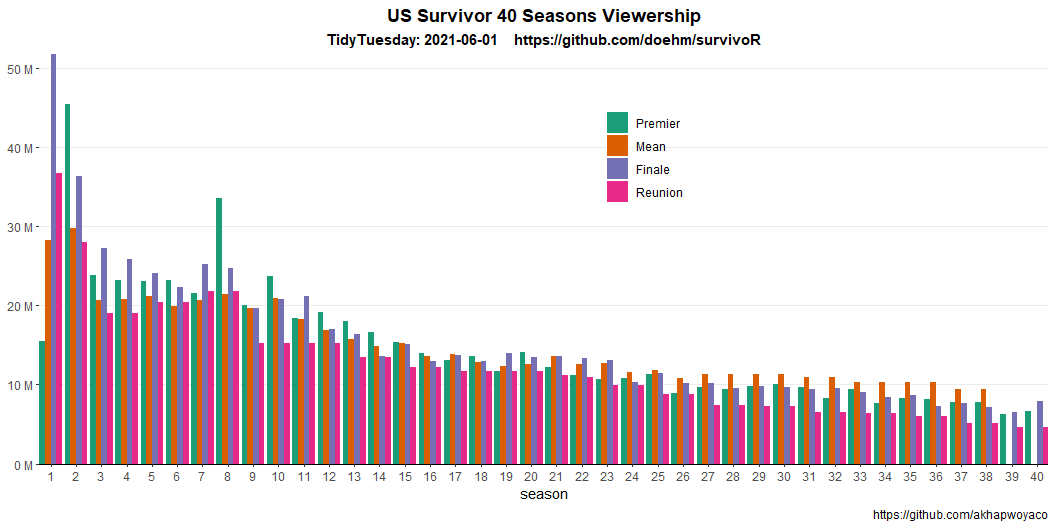 US Survivor 40 Seasons Viewership
TidyTuesday: 2021-06-01 https://github.com/doehm/survivoR
50 M
40 M
30 M
20 M
10 M
0 M
Premier
Mean
Finale
Reunion
1 2 3 4 5 6 7 8 9 10 11 12 13 14 15 16 17 18 19 20 21 22 23 24 25 26 27 28 29 30 31 32 33 34 35 36 37 38 39 40
season
https://github.com/akhapwoyaco